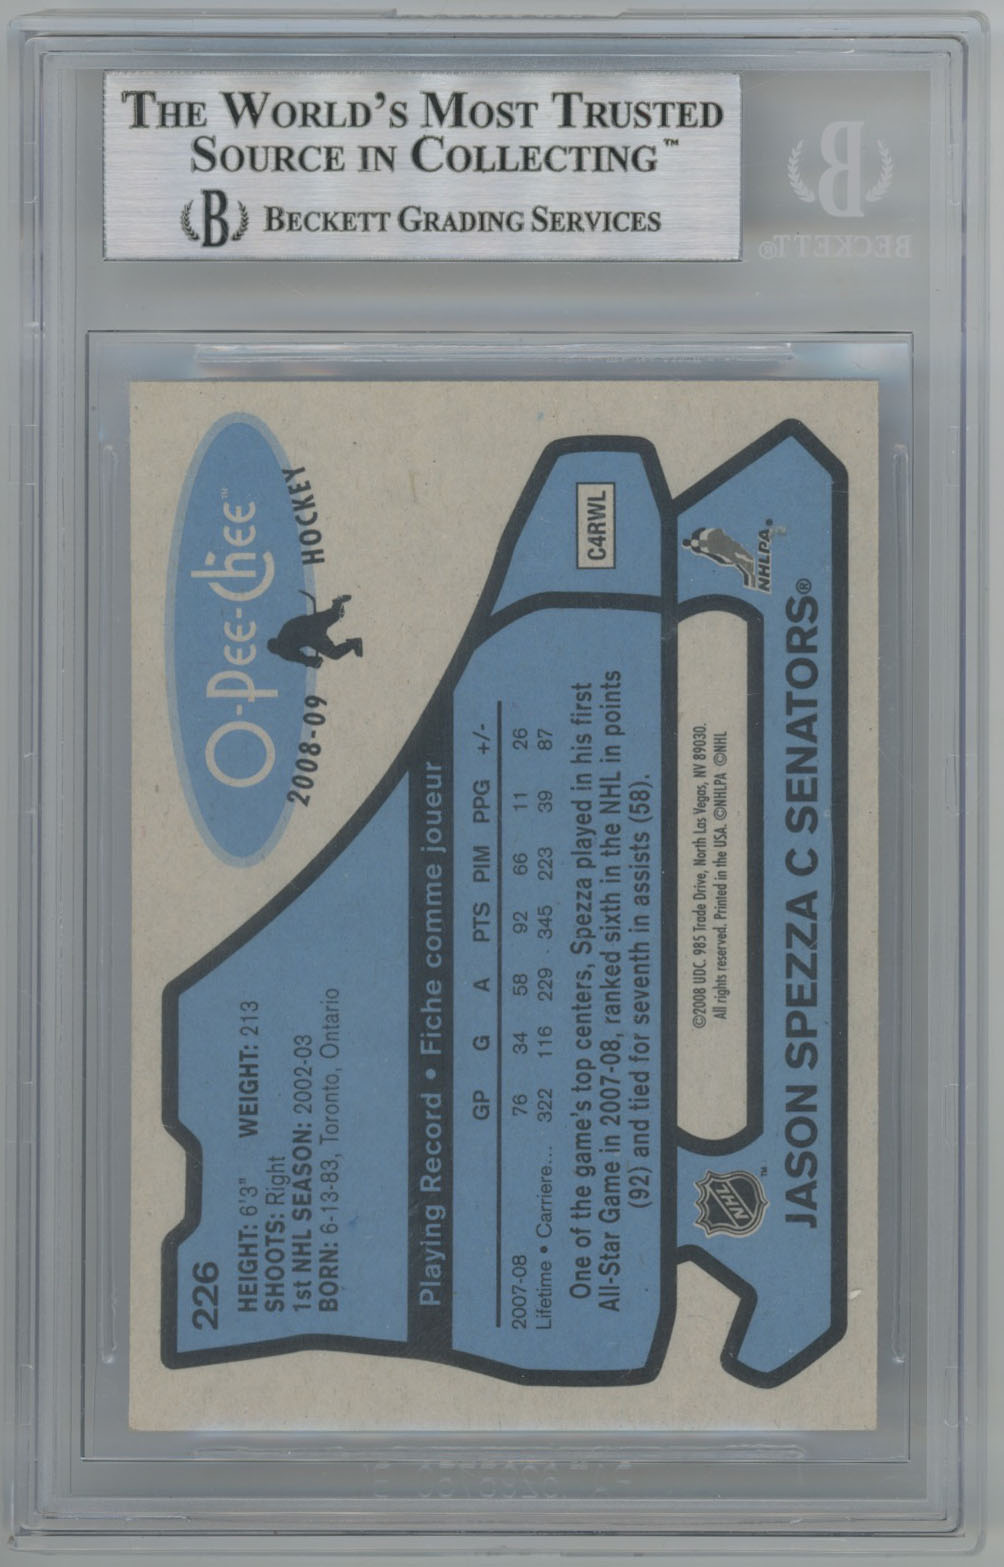 THE WORLD'S MOST TRUSTED
SOURCE IN COLLECTING™
B BECKETT GRADING SERVICES
B
BECKETT®
O-Pee-Chee™
2008-09 HOCKEY
226
HEIGHT: 6'3" WEIGHT: 213
SHOOTS: Right
1st NHL SEASON: 2002-03
BORN: 6-13-83, Toronto, Ontario
Playing Record • Fiche comme joueur
GP G A PTS PIM PPG +/-
2007-08 76 34 58 92 66 11 26
Lifetime • Carriere... 322 116 229 345 223 39 87
One of the game's top centers, Spezza played in his first
All-Star Game in 2007-08, ranked sixth in the NHL in points
(92) and tied for seventh in assists (58).
C4RWL
©2008 UDC. 985 Trade Drive, North Las Vegas, NV 89030.
All rights reserved. Printed in the USA. ©NHLPA ©NHL
NHL™
NHLPA®
JASON SPEZZA C SENATORS®